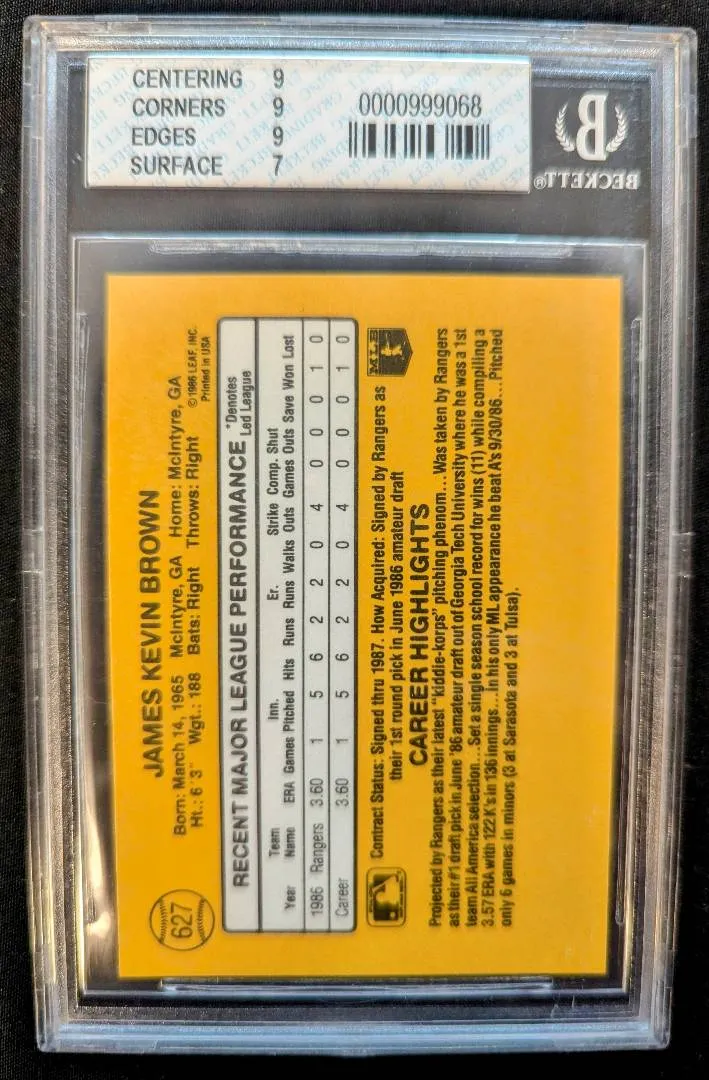 CENTERING 9
CORNERS 9
EDGES 9
SURFACE 7
0000999068
B
BECKETT®
627
JAMES KEVIN BROWN
Born: March 14, 1965 McIntyre, GA Home: McIntyre, GA
Ht.: 6'3" Wgt.: 188 Bats: Right Throws: Right
© 1986 LEAF, INC.
Printed in USA
RECENT MAJOR LEAGUE PERFORMANCE
*Denotes
Led League
Team Inn. Er. Strike Comp. Shut
Year Name ERA Games Pitched Hits Runs Runs Walks Outs Games Outs Save Won Lost
1986 Rangers 3.60 1 5 6 2 2 0 4 0 0 0 1 0
Career 3.60 1 5 6 2 2 0 4 0 0 0 1 0
Contract Status: Signed thru 1987. How Acquired: Signed by Rangers as
their 1st round pick in June 1986 amateur draft
MLB
CAREER HIGHLIGHTS
Projected by Rangers as their latest "kiddie-korps" pitching phenom...Was taken by Rangers
as their #1 draft pick in June '86 amateur draft out of Georgia Tech University where he was a 1st
team All America selection...Set a single season school record for wins (11) while compiling a
3.57 ERA with 122 K's in 136 innings...In his only ML appearance he beat A's 9/30/86...Pitched
only 6 games in minors (3 at Sarasota and 3 at Tulsa).